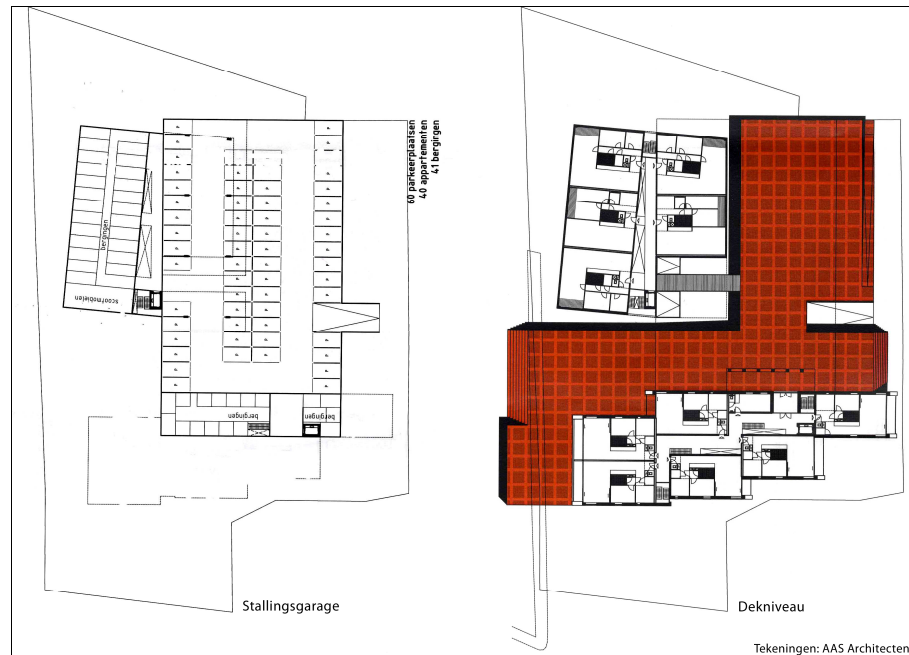 60 parkeerplaatsen
40 appartementen
41 bergingen
bergingen
scootmobielen
bergingen
bergingen
Stallingsgarage
Dekniveau
Tekeningen: AAS Architecten